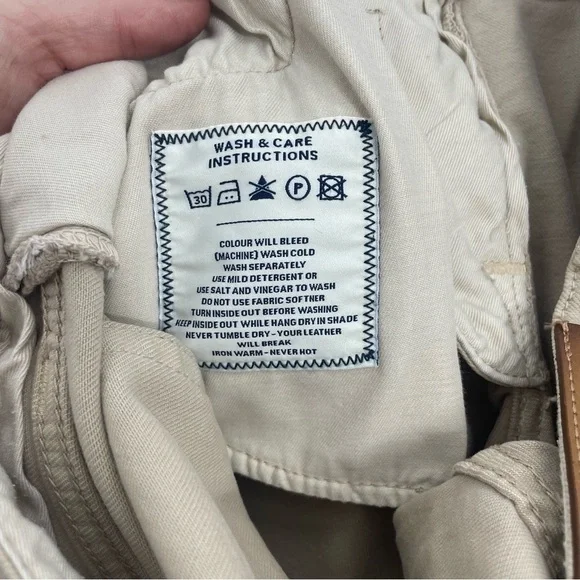 WASH & CARE
INSTRUCTIONS
30 P
COLOUR WILL BLEED
(MACHINE) WASH COLD
WASH SEPARATELY
USE MILD DETERGENT OR
USE SALT AND VINEGAR TO WASH
DO NOT USE FABRIC SOFTNER
TURN INSIDE OUT BEFORE WASHING
KEEP INSIDE OUT WHILE HANG DRY IN SHADE
NEVER TUMBLE DRY - YOUR LEATHER
WILL BREAK
IRON WARM - NEVER HOT